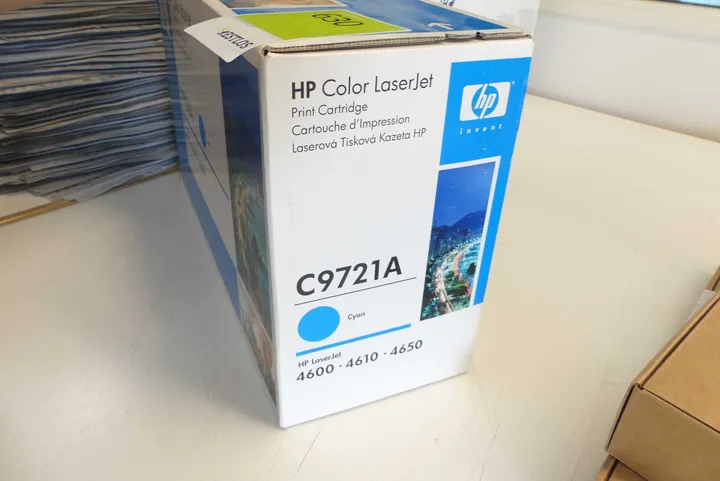 HP Color LaserJet
Print Cartridge
Cartouche d'Impression
Laserová Tisková Kazeta HP
hp
invent
C9721A
Cyan
HP LaserJet
4600 · 4610 · 4650